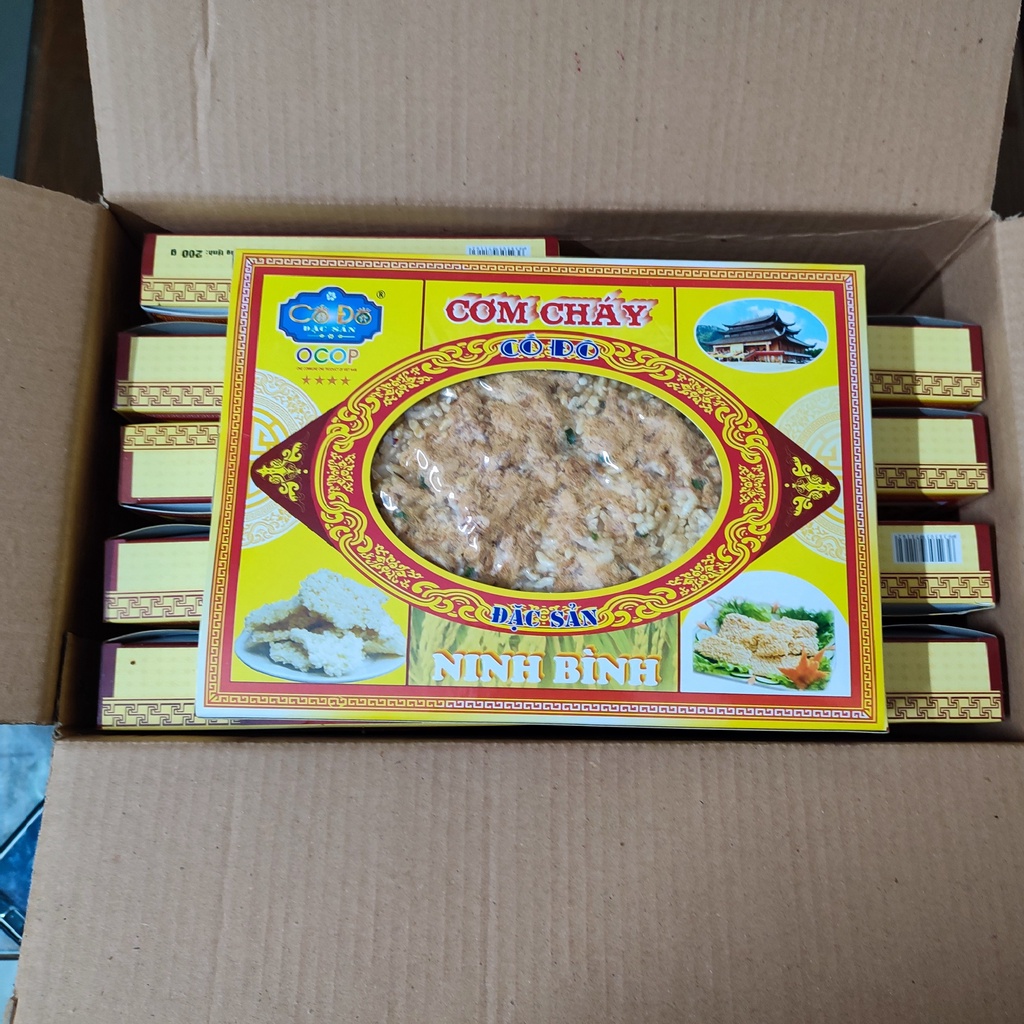 200 g
CỐ ĐÔ
®
ĐẶC SẢN
OCOP
CƠM CHÁY
CỐ ĐÔ
ĐẶC SẢN
NINH BÌNH